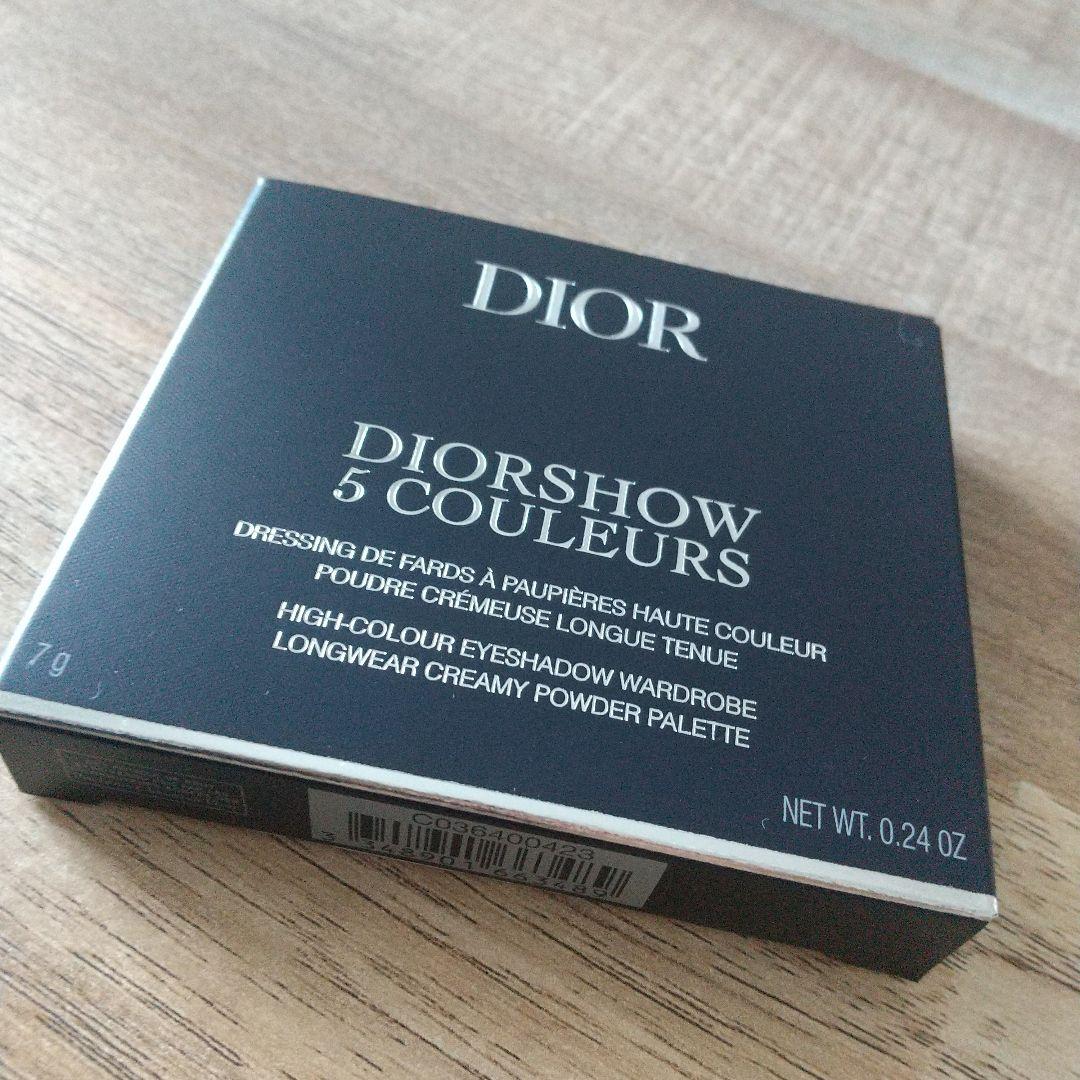 DIOR
DIORSHOW
5 COULEURS
DRESSING DE FARDS À PAUPIÈRES HAUTE COULEUR
POUDRE CRÉMEUSE LONGUE TENUE
HIGH-COLOUR EYESHADOW WARDROBE
LONGWEAR CREAMY POWDER PALETTE
7 g
NET WT. 0.24 OZ
C036400423